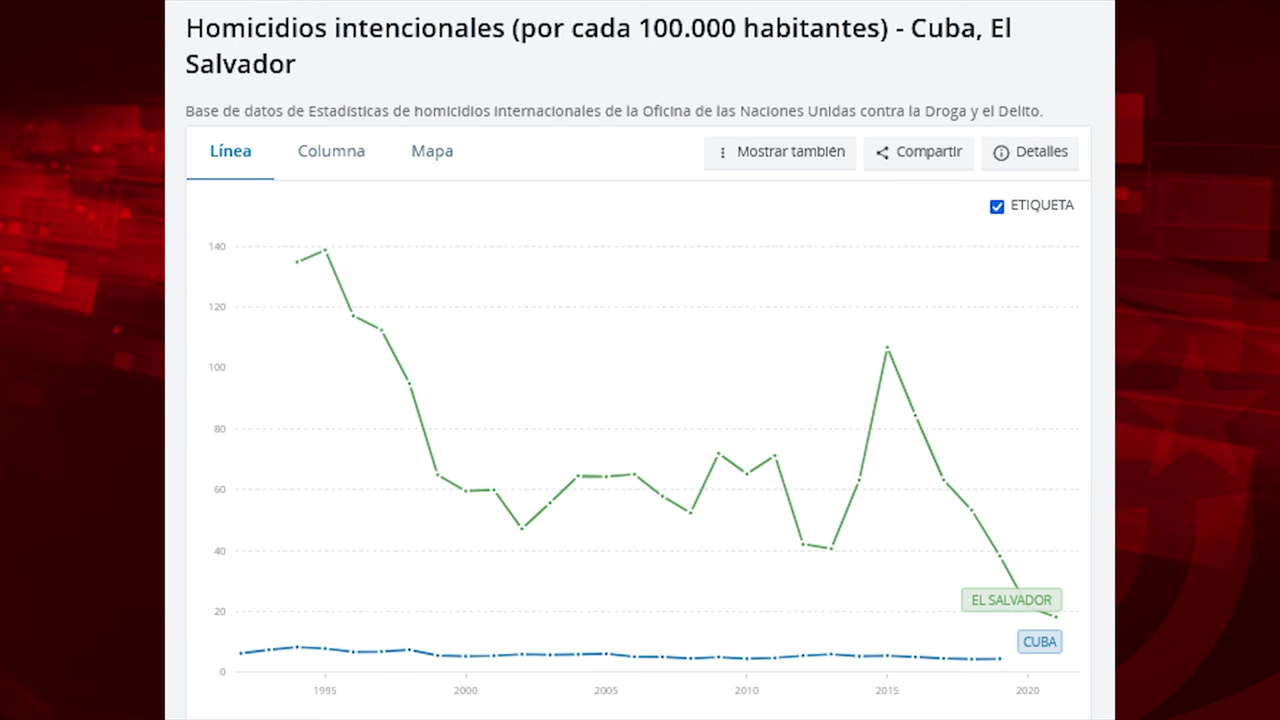 Homicidios intencionales (por cada 100.000 habitantes) - Cuba, El
Salvador
Base de datos de Estadísticas de homicidios internacionales de la Oficina de las Naciones Unidas contra la Droga y el Delito.
Línea Columna Mapa Mostrar también Compartir Detalles
ETIQUETA
140
120
100
80
60
40
EL SALVADOR
20
CUBA
0
1995 2000 2005 2010 2015 2020